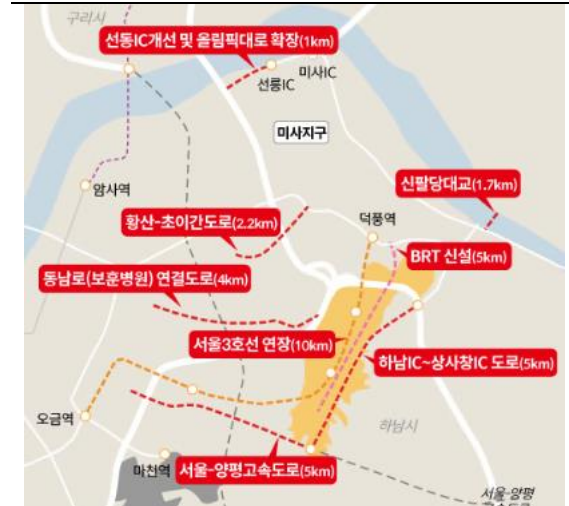 구리시
선동IC개선 및 올림픽대로 확장(1km)
미사IC
선동IC
미사지구
암사역
신팔당대교(1.7km)
황산-초이간도로(2.2km)
덕풍역
BRT 신설(5km)
동남로(보훈병원) 연결도로(4km)
서울3호선 연장(10km)
하남IC~상사창IC 도로(5km)
오금역
하남시
마천역
서울-양평고속도로(5km)
서울-양평
고속도로